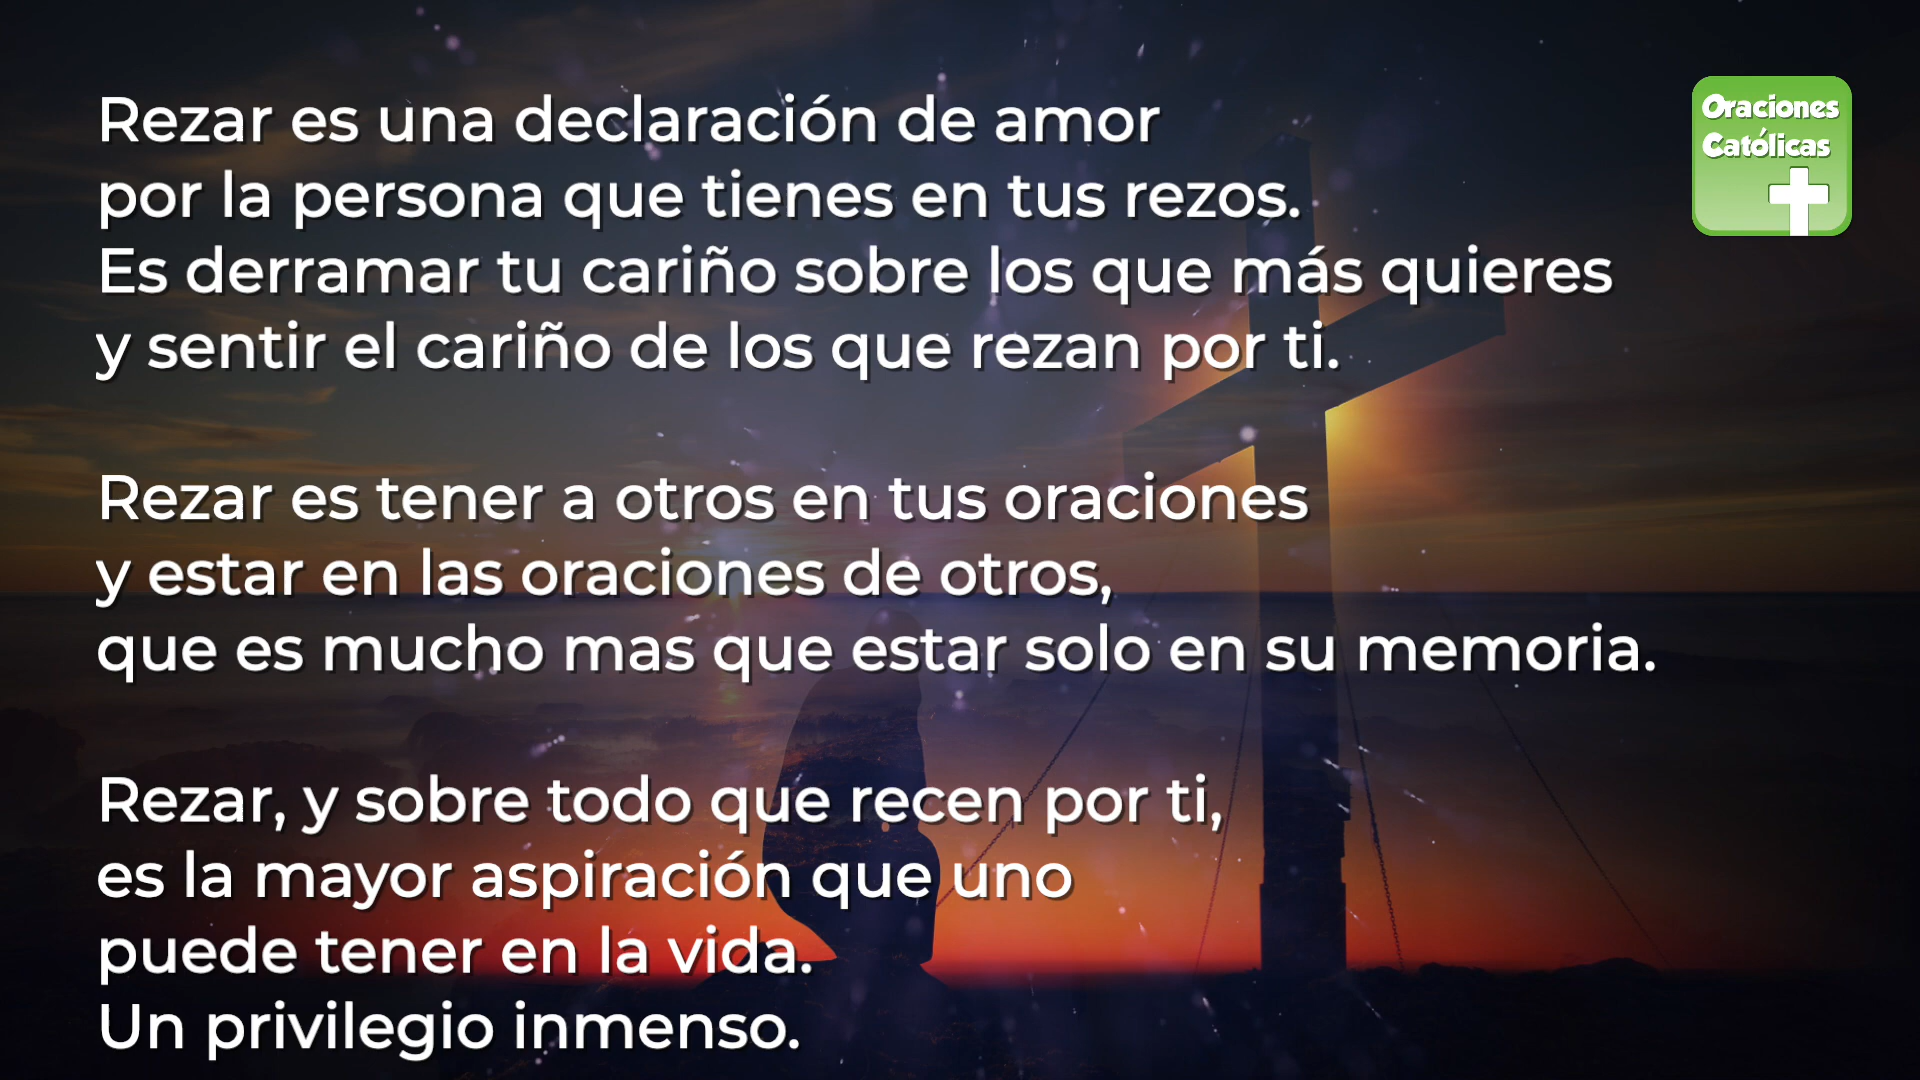 Rezar es una declaración de amor
por la persona que tienes en tus rezos.
Es derramar tu cariño sobre los que más quieres
y sentir el cariño de los que rezan por ti.
Rezar es tener a otros en tus oraciones
y estar en las oraciones de otros,
que es mucho mas que estar solo en su memoria.
Rezar, y sobre todo que recen por ti,
es la mayor aspiración que uno
puede tener en la vida.
Un privilegio inmenso.
Oraciones
Católicas